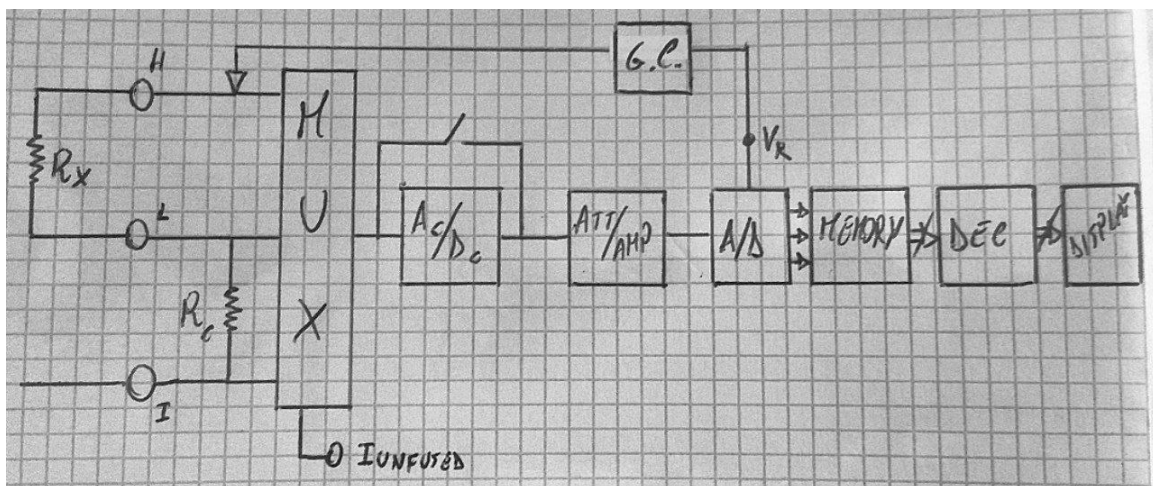 G.C.
H
M
VR
RX
L
U
AC/DC
ATT/AMP
A/D
MEMORY
DEC
DISPLAY
RC
X
I
IUNFUSED